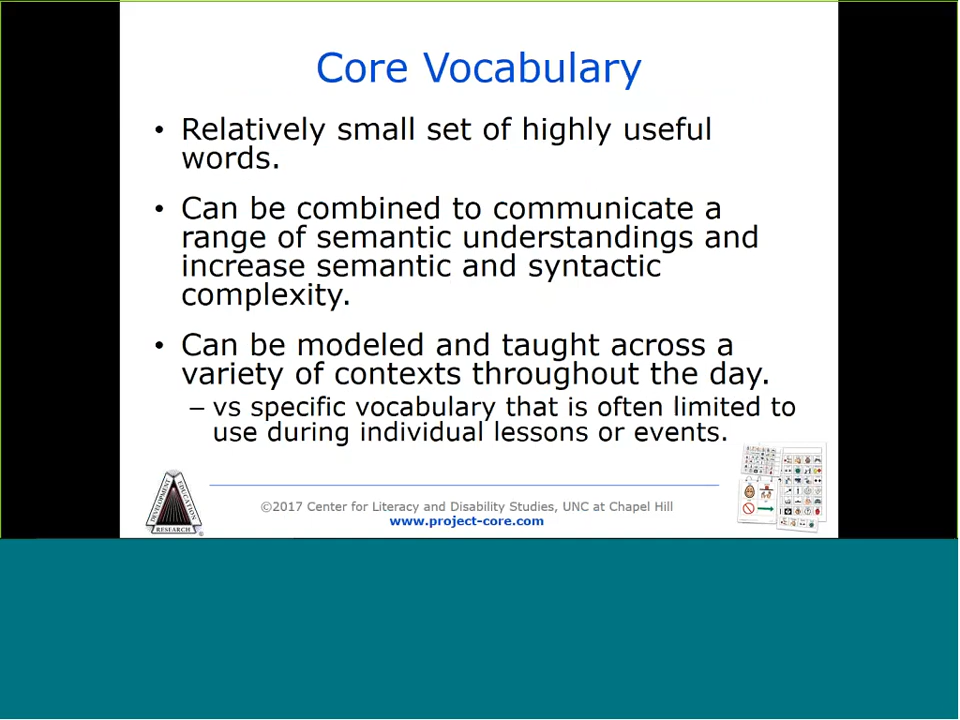 Core Vocabulary
• Relatively small set of highly useful
words.
• Can be combined to communicate a
range of semantic understandings and
increase semantic and syntactic
complexity.
• Can be modeled and taught across a
variety of contexts throughout the day.
– vs specific vocabulary that is often limited to
use during individual lessons or events.
DEVELOPMENT
EDUCATION
RESEARCH
©2017 Center for Literacy and Disability Studies, UNC at Chapel Hill
www.project-core.com